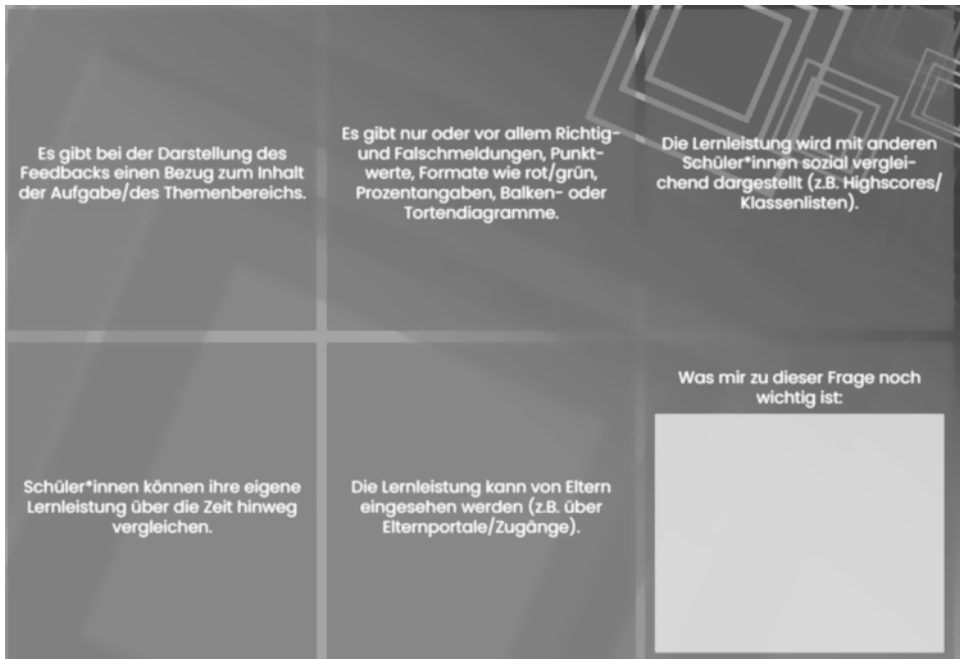 Es gibt bei der Darstellung des
Feedbacks einen Bezug zum Inhalt
der Aufgabe/des Themenbereichs.
Es gibt nur oder vor allem Richtig-
und Falschmeldungen, Punkt-
werte, Formate wie rot/grün,
Prozentangaben, Balken- oder
Tortendiagramme.
Die Lernleistung wird mit anderen
Schüler*innen sozial verglei-
chend dargestellt (z.B. Highscores/
Klassenlisten).
Schüler*innen können ihre eigene
Lernleistung über die Zeit hinweg
vergleichen.
Die Lernleistung kann von Eltern
eingesehen werden (z.B. über
Elternportale/Zugänge).
Was mir zu dieser Frage noch
wichtig ist: